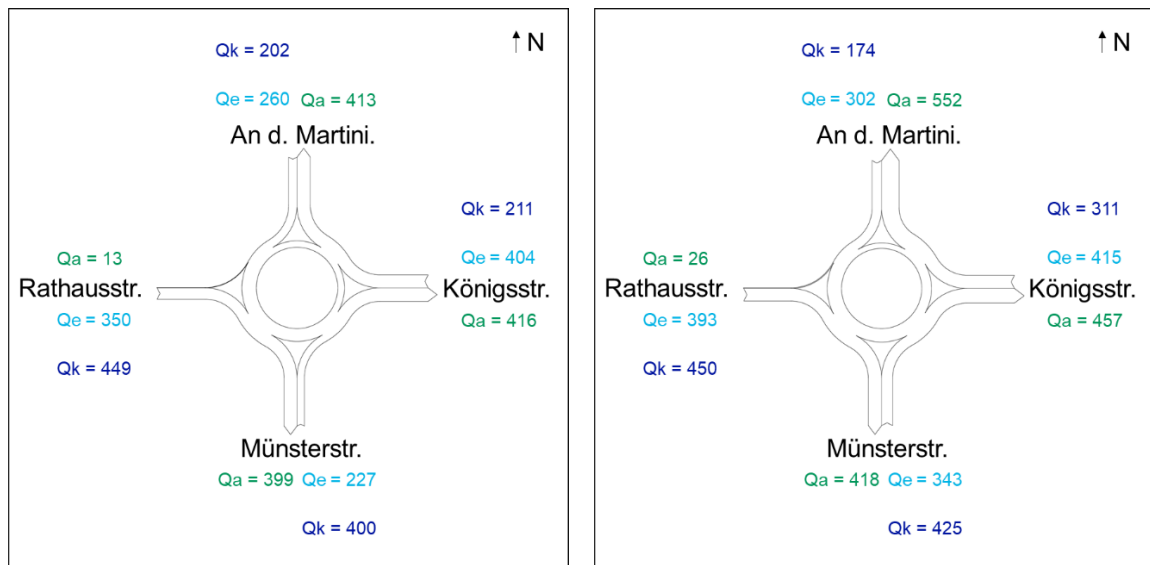 N
Qk = 202
Qe = 260 Qa = 413
An d. Martini.
Qk = 211
Qa = 13
Qe = 404
Rathausstr.
Königsstr.
Qe = 350
Qa = 416
Qk = 449
Münsterstr.
Qa = 399 Qe = 227
Qk = 400
N
Qk = 174
Qe = 302 Qa = 552
An d. Martini.
Qk = 311
Qa = 26
Qe = 415
Rathausstr.
Königsstr.
Qe = 393
Qa = 457
Qk = 450
Münsterstr.
Qa = 418 Qe = 343
Qk = 425